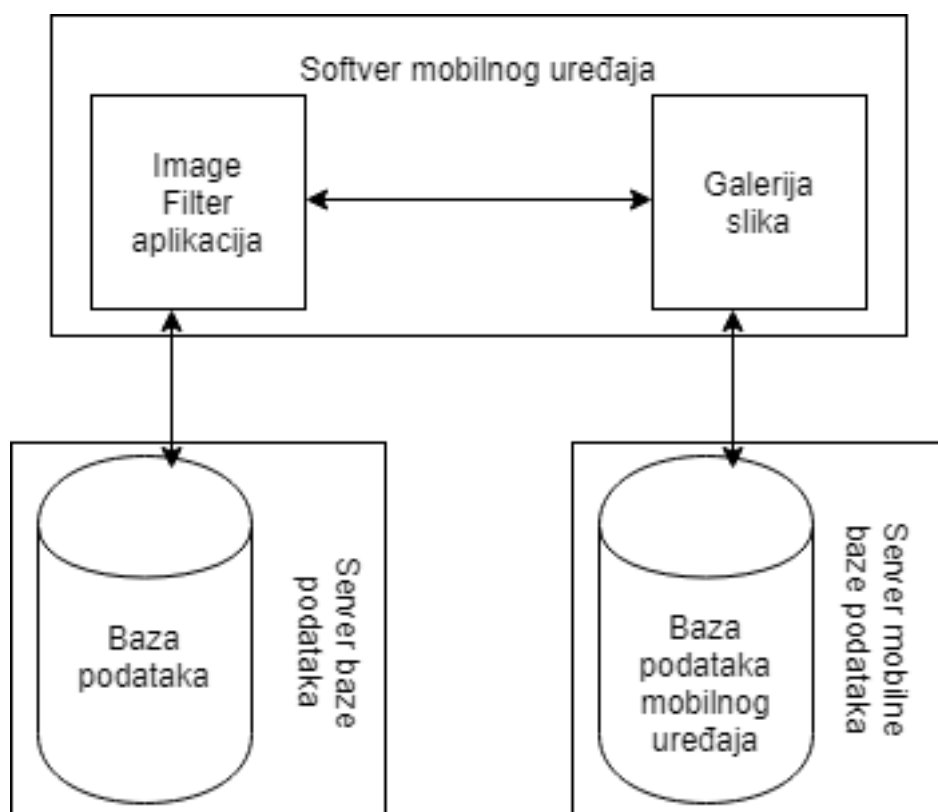 Softver mobilnog uređaja
Image
Filter
aplikacija
Galerija
slika
Baza
podataka
Server baze
podataka
Baza
podataka
mobilnog
uređaja
Server mobilne
baze podataka